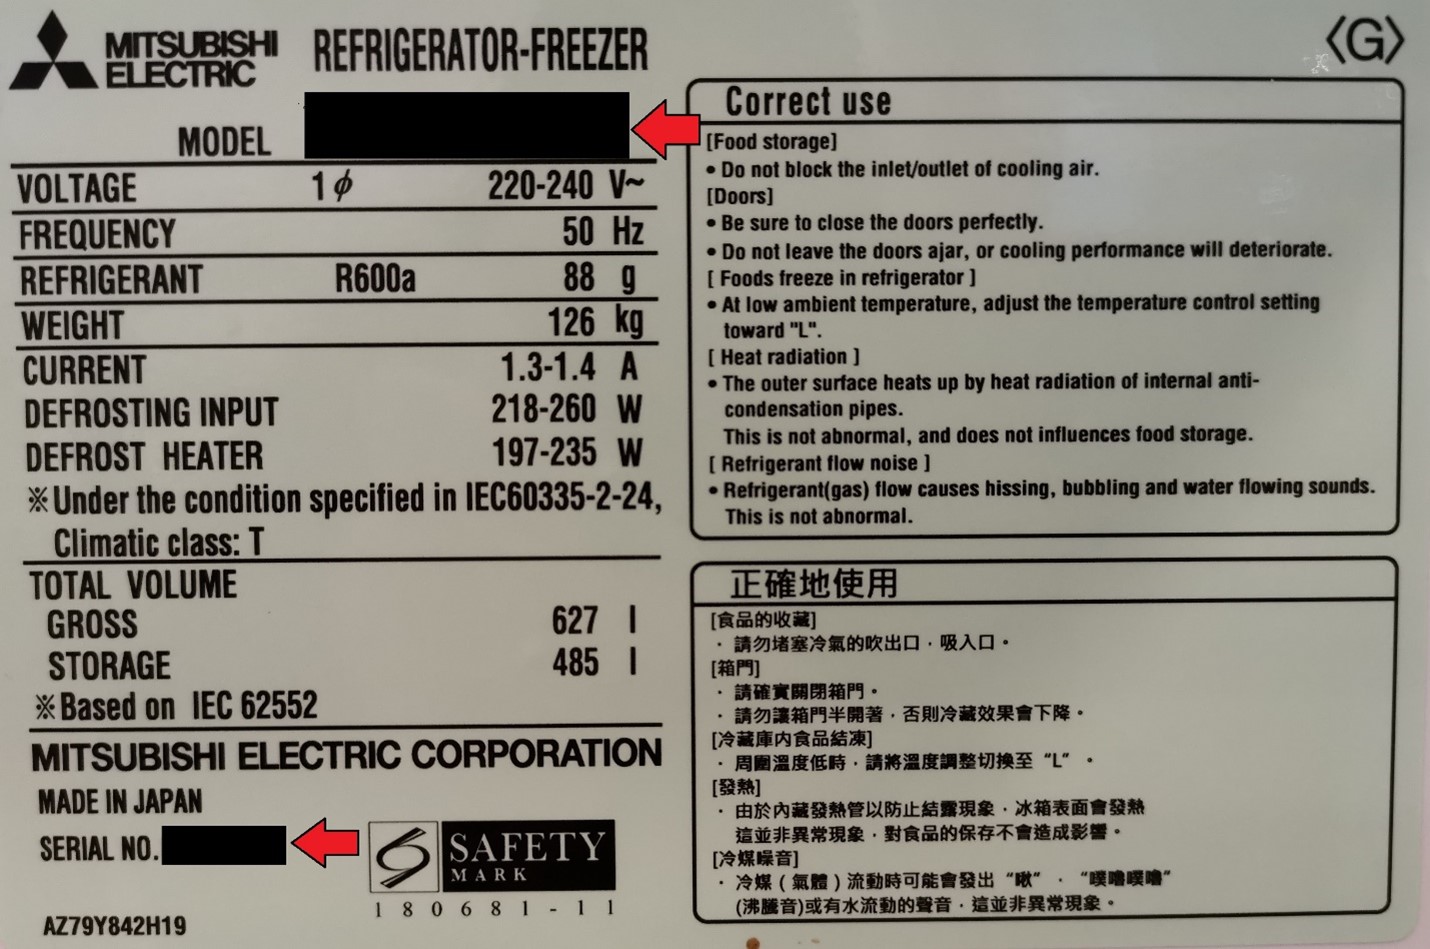 MITSUBISHI
ELECTRIC
REFRIGERATOR-FREEZER
MODEL
VOLTAGE 1ϕ 220-240 V~
FREQUENCY 50 Hz
REFRIGERANT R600a 88 g
WEIGHT 126 kg
CURRENT 1.3-1.4 A
DEFROSTING INPUT 218-260 W
DEFROST HEATER 197-235 W
※Under the condition specified in IEC60335-2-24,
Climatic class: T
TOTAL VOLUME
GROSS 627 l
STORAGE 485 l
※Based on IEC 62552
MITSUBISHI ELECTRIC CORPORATION
MADE IN JAPAN
SERIAL NO.
SAFETY
MARK
180681-11
AZ79Y842H19
〈G〉
Correct use
[Food storage]
• Do not block the inlet/outlet of cooling air.
[Doors]
• Be sure to close the doors perfectly.
• Do not leave the doors ajar, or cooling performance will deteriorate.
[ Foods freeze in refrigerator ]
• At low ambient temperature, adjust the temperature control setting
toward "L".
[ Heat radiation ]
• The outer surface heats up by heat radiation of internal anti-
condensation pipes.
This is not abnormal, and does not influences food storage.
[ Refrigerant flow noise ]
• Refrigerant(gas) flow causes hissing, bubbling and water flowing sounds.
This is not abnormal.
正確地使用
[食品的收藏]
· 請勿堵塞冷氣的吹出口 · 吸入口。
[箱門]
· 請確實關閉箱門。
· 請勿讓箱門半開著，否則冷藏效果會下降。
[冷藏庫内食品結凍]
· 周圍溫度低時，請將溫度調整切換至 “L” 。
[發熱]
· 由於內藏發熱管以防止結露現象，冰箱表面會發熱
這並非異常現象，對食品的保存不會造成影響。
[冷媒噪音]
· 冷媒 ( 氣體 ) 流動時可能會發出 “啾” · “噗嚕噗嚕”
(沸騰音)或有水流動的聲音，這並非異常現象。